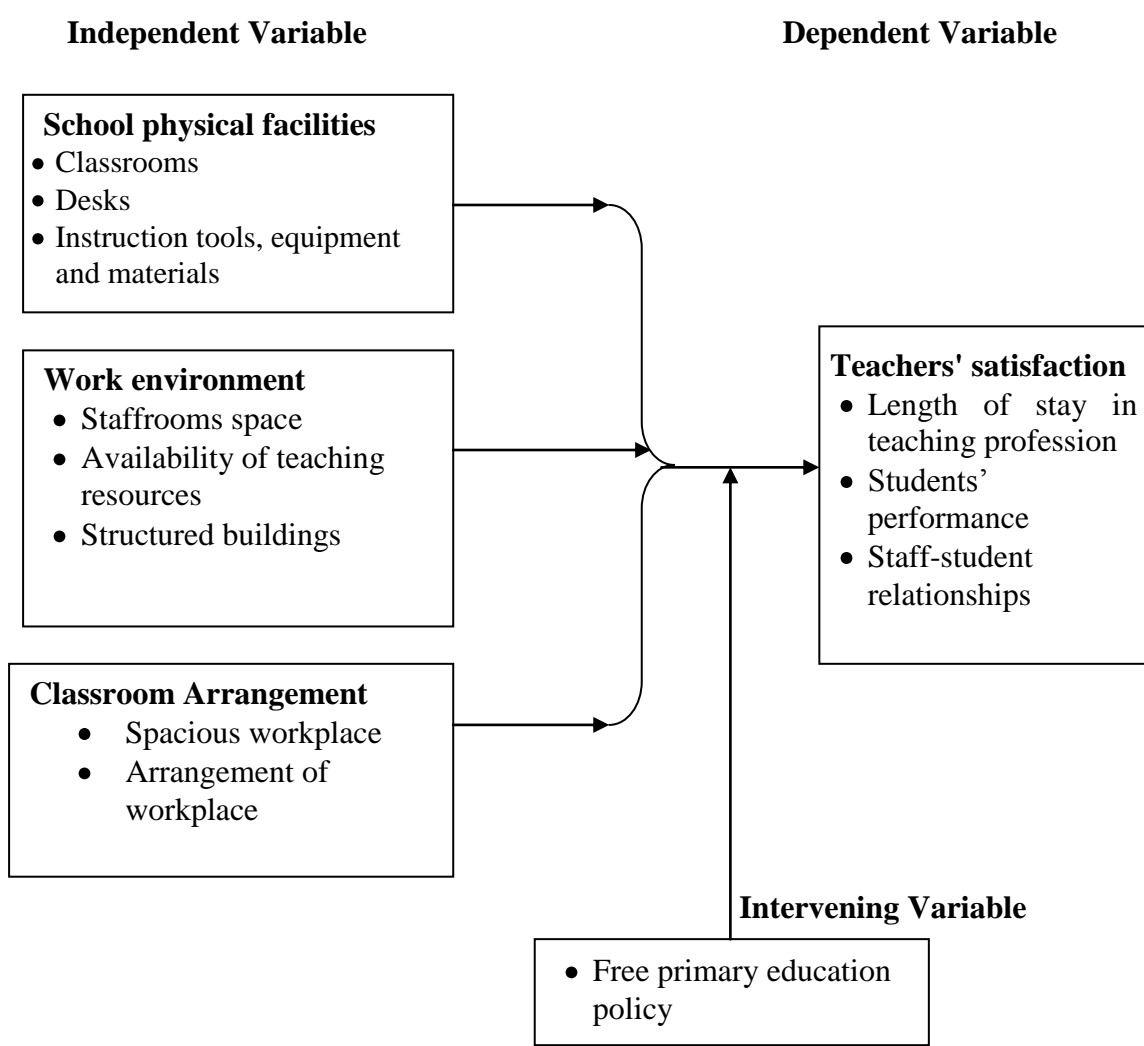 Independent Variable
Dependent Variable
School physical facilities
• Classrooms
• Desks
• Instruction tools, equipment
and materials
Work environment
• Staffrooms space
• Availability of teaching
resources
• Structured buildings
Classroom Arrangement
• Spacious workplace
• Arrangement of
workplace
Teachers' satisfaction
• Length of stay in
teaching profession
• Students’
performance
• Staff-student
relationships
Intervening Variable
• Free primary education
policy